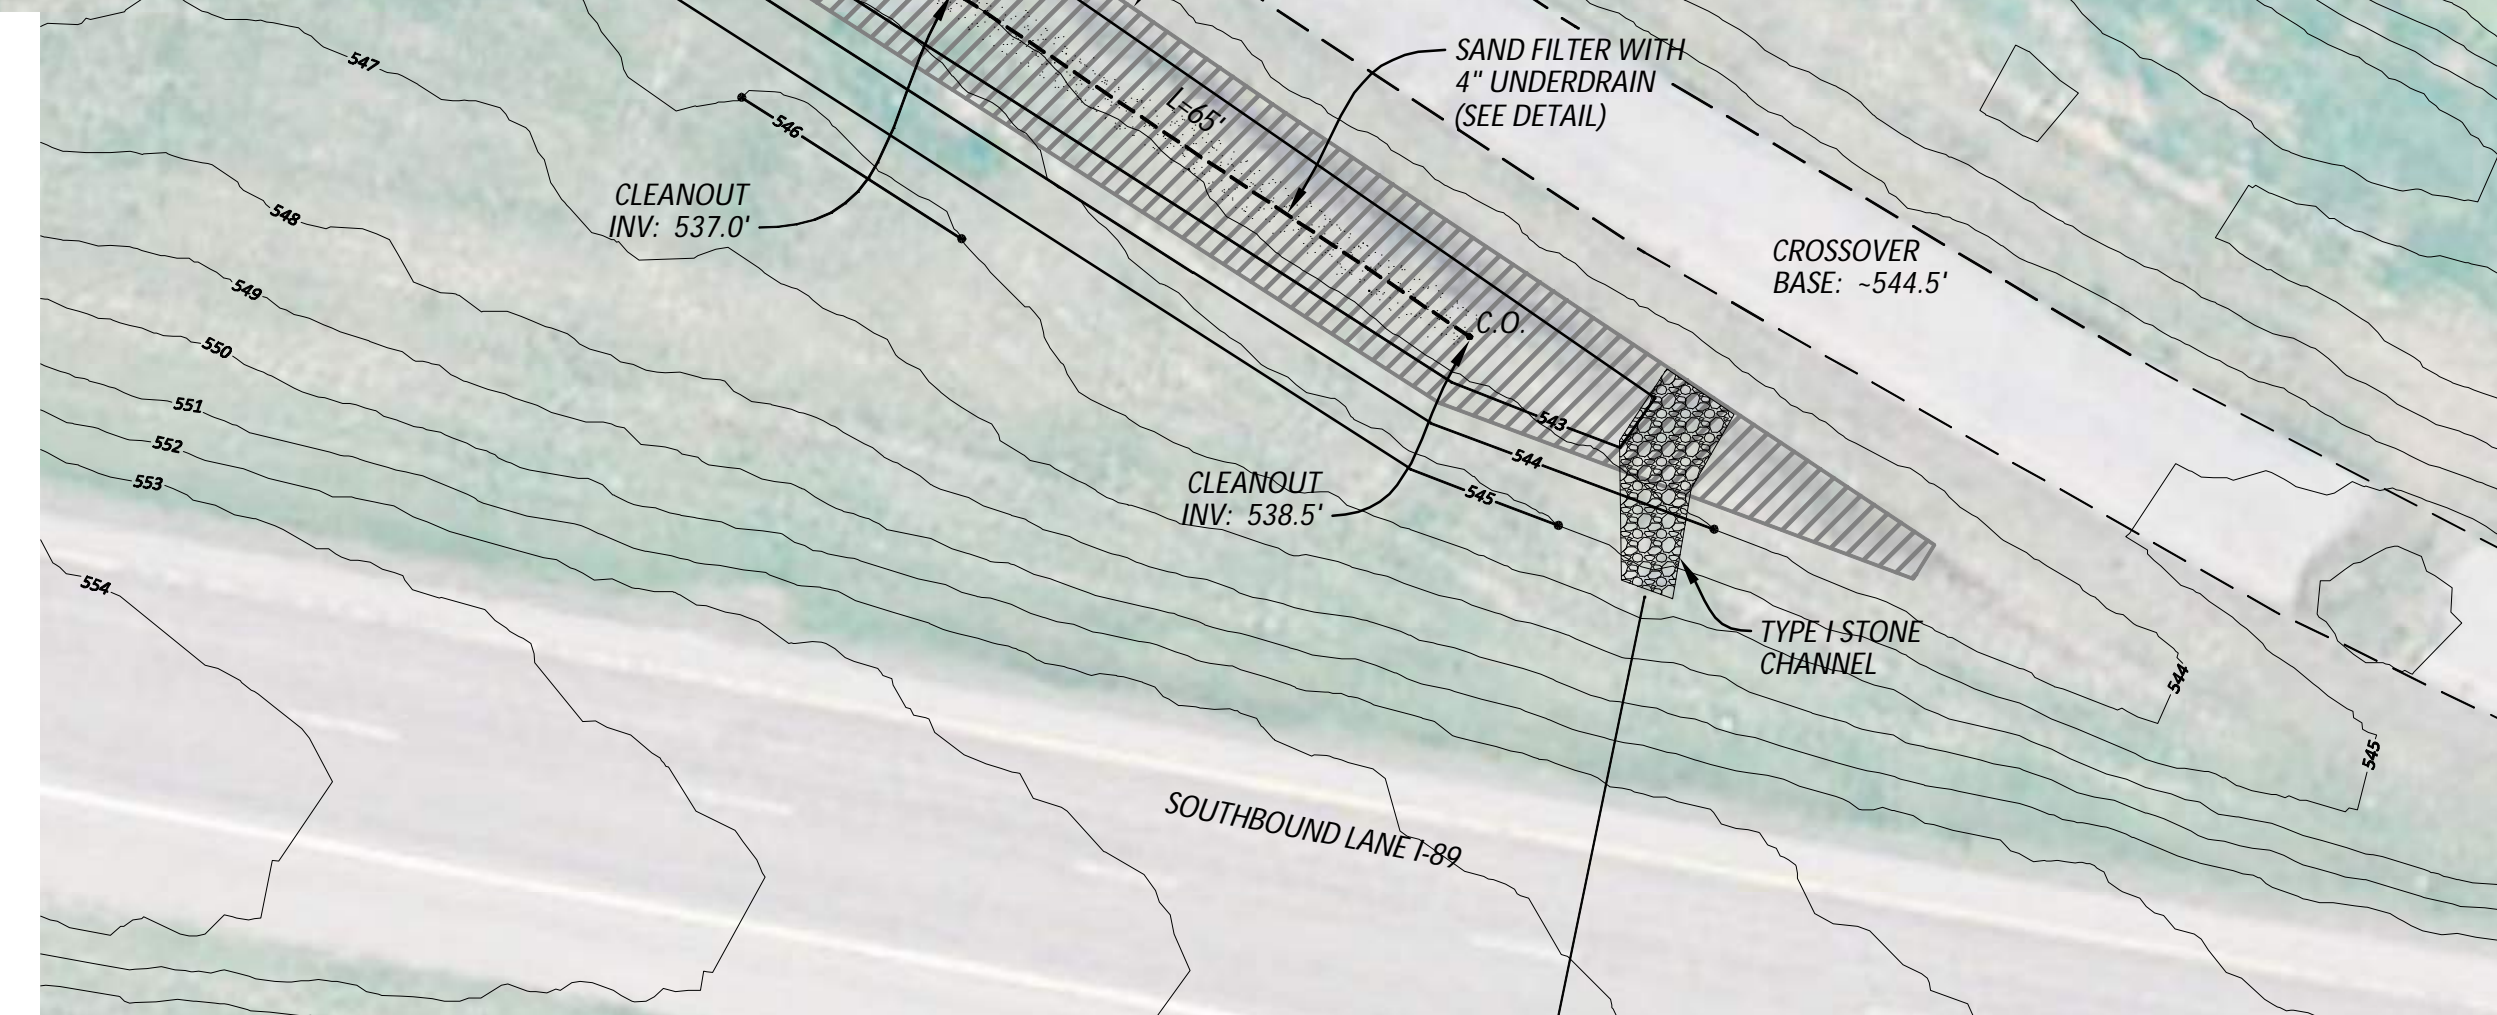 547
SAND FILTER WITH
4" UNDERDRAIN
(SEE DETAIL)
L=65'
546
CLEANOUT
INV: 537.0'
548
CROSSOVER
BASE: ~544.5'
549
C.O.
550
551
543
552
544
553
CLEANOUT
INV: 538.5'
545
554
TYPE I STONE
CHANNEL
544
545
SOUTHBOUND LANE I-89